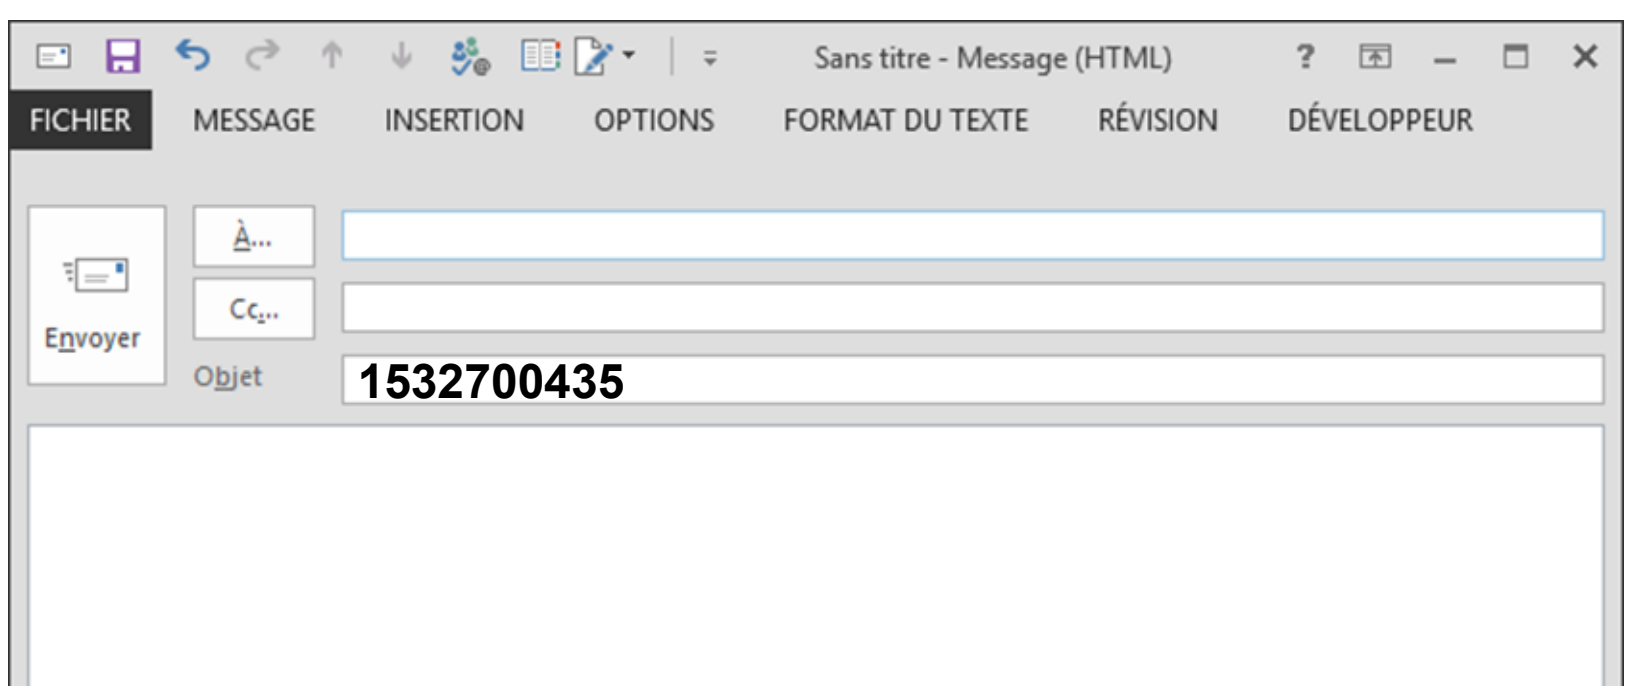 Sans titre - Message (HTML) ?
FICHIER MESSAGE INSERTION OPTIONS FORMAT DU TEXTE RÉVISION DÉVELOPPEUR
À...
Cc...
Envoyer
Objet 1532700435